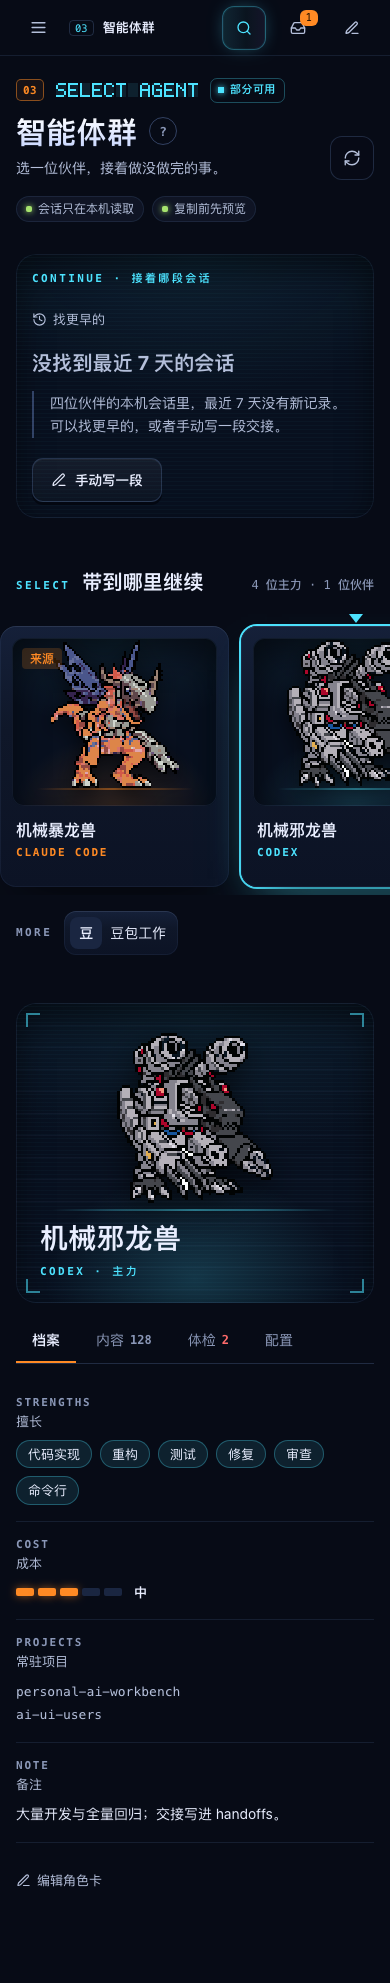 03 智能体群
1
03 SELECT AGENT 部分可用
智能体群 ?
选一位伙伴，接着做没做完的事。
会话只在本机读取 复制前先预览
CONTINUE · 接着哪段会话
找更早的
没找到最近 7 天的会话
四位伙伴的本机会话里，最近 7 天没有新记录。
可以找更早的，或者手动写一段交接。
手动写一段
SELECT 带到哪里继续 4 位主力 · 1 位伙伴
来源
机械暴龙兽 机械邪龙兽
CLAUDE CODE CODEX
MORE 豆 豆包工作
机械邪龙兽
CODEX · 主力
档案 内容 128 体检 2 配置
STRENGTHS
擅长
代码实现 重构 测试 修复 审查
命令行
COST
成本
中
PROJECTS
常驻项目
personal-ai-workbench
ai-ui-users
NOTE
备注
大量开发与全量回归；交接写进 handoffs。
编辑角色卡